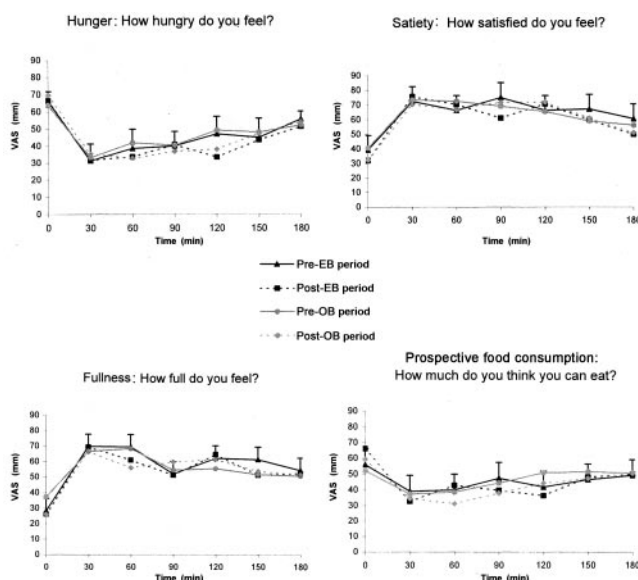 Hunger: How hungry do you feel?
VAS (mm)
90
80
70
60
50
40
30
20
10
0
0 30 60 90 120 150 180
Time (min)
Satiety: How satisfied do you feel?
VAS (mm)
90
80
70
60
50
40
30
20
10
0
0 30 60 90 120 150 180
Time (min)
Pre-EB period
Post-EB period
Pre-OB period
Post-OB period
Fullness: How full do you feel?
VAS (mm)
90
80
70
60
50
40
30
20
10
0
0 30 60 90 120 150 180
Time (min)
Prospective food consumption:
How much do you think you can eat?
VAS (mm)
90
80
70
60
50
40
30
20
10
0
0 30 60 90 120 150 180
Time (min)